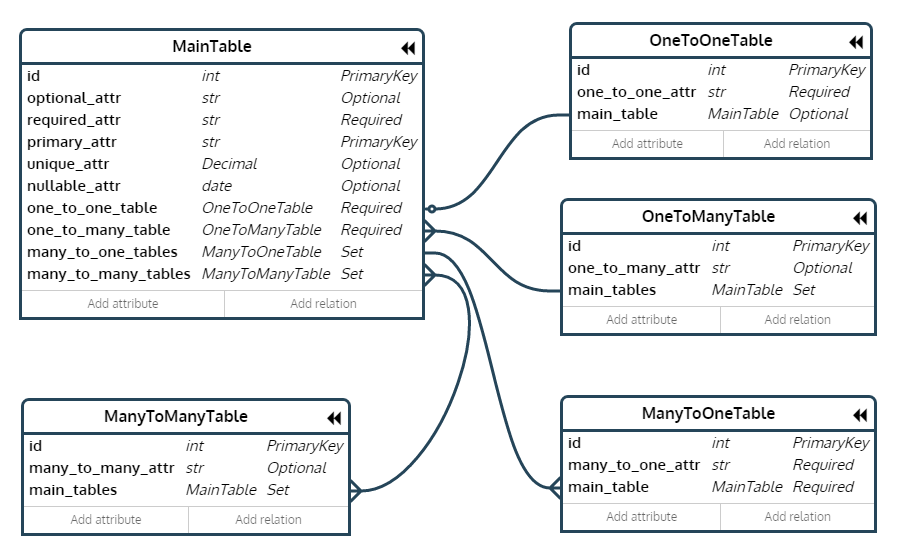 MainTable
id int PrimaryKey
optional_attr str Optional
required_attr str Required
primary_attr str PrimaryKey
unique_attr Decimal Optional
nullable_attr date Optional
one_to_one_table OneToOneTable Required
one_to_many_table OneToManyTable Required
many_to_one_tables ManyToOneTable Set
many_to_many_tables ManyToManyTable Set
Add attribute Add relation
OneToOneTable
id int PrimaryKey
one_to_one_attr str Required
main_table MainTable Optional
Add attribute Add relation
OneToManyTable
id int PrimaryKey
one_to_many_attr str Optional
main_tables MainTable Set
Add attribute Add relation
ManyToManyTable
id int PrimaryKey
many_to_many_attr str Optional
main_tables MainTable Set
Add attribute Add relation
ManyToOneTable
id int PrimaryKey
many_to_one_attr str Required
main_table MainTable Required
Add attribute Add relation